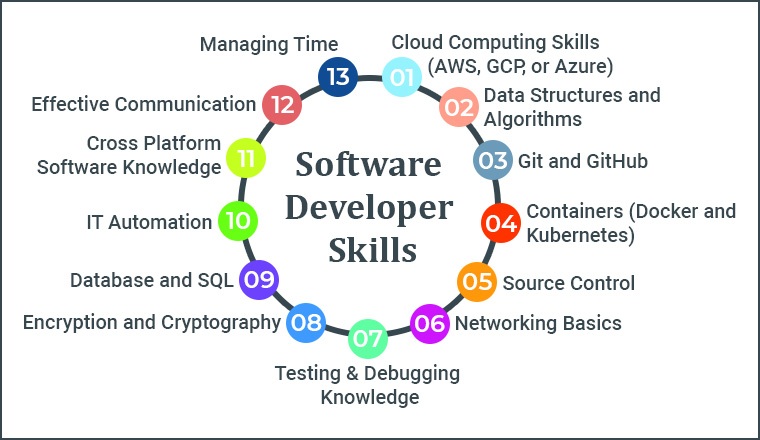 Software
Developer
Skills
01
Cloud Computing Skills
(AWS, GCP, or Azure)
02
Data Structures and
Algorithms
03
Git and GitHub
04
Containers (Docker and
Kubernetes)
05
Source Control
06
Networking Basics
07
Testing & Debugging
Knowledge
08
Encryption and Cryptography
09
Database and SQL
10
IT Automation
11
Cross Platform
Software Knowledge
12
Effective Communication
13
Managing Time